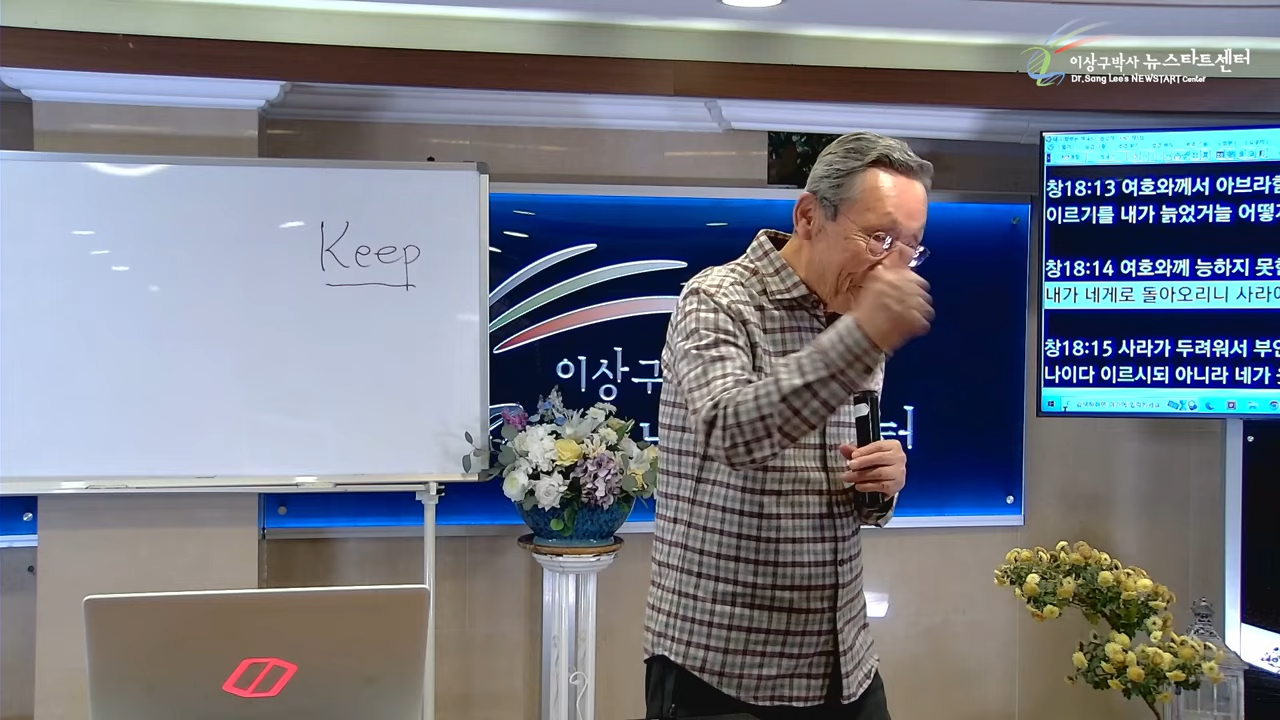 이상구박사 뉴스타트센터
Dr.Sang Lee's NEWSTART Center
Keep
이상구
터
창18:13 여호와께서 아브라함
이르기를 내가 늙었거늘 어떻게
창18:14 여호와께 능하지 못한
내가 네게로 돌아오리니 사라에
창18:15 사라가 두려워서 부인
나이다 이르시되 아니라 네가